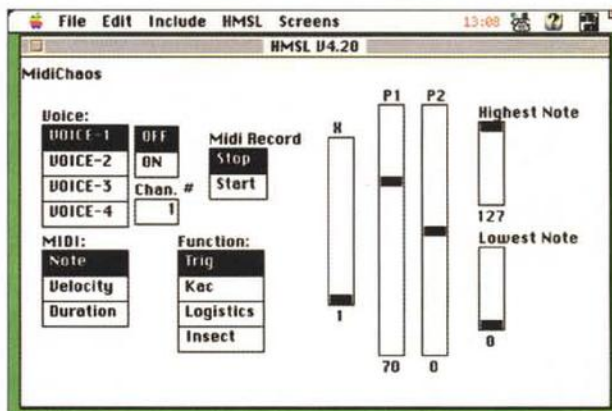 File Edit Include HMSL Screens 13:08
HMSL V4.20
MidiChaos
Voice:
VOICE-1
VOICE-2
VOICE-3
VOICE-4
OFF
ON
Chan. #
1
Midi Record
Stop
Start
MIDI:
Note
Velocity
Duration
Function:
Trig
Kac
Logistics
Insect
X
1
P1
70
P2
0
Highest Note
127
Lowest Note
0